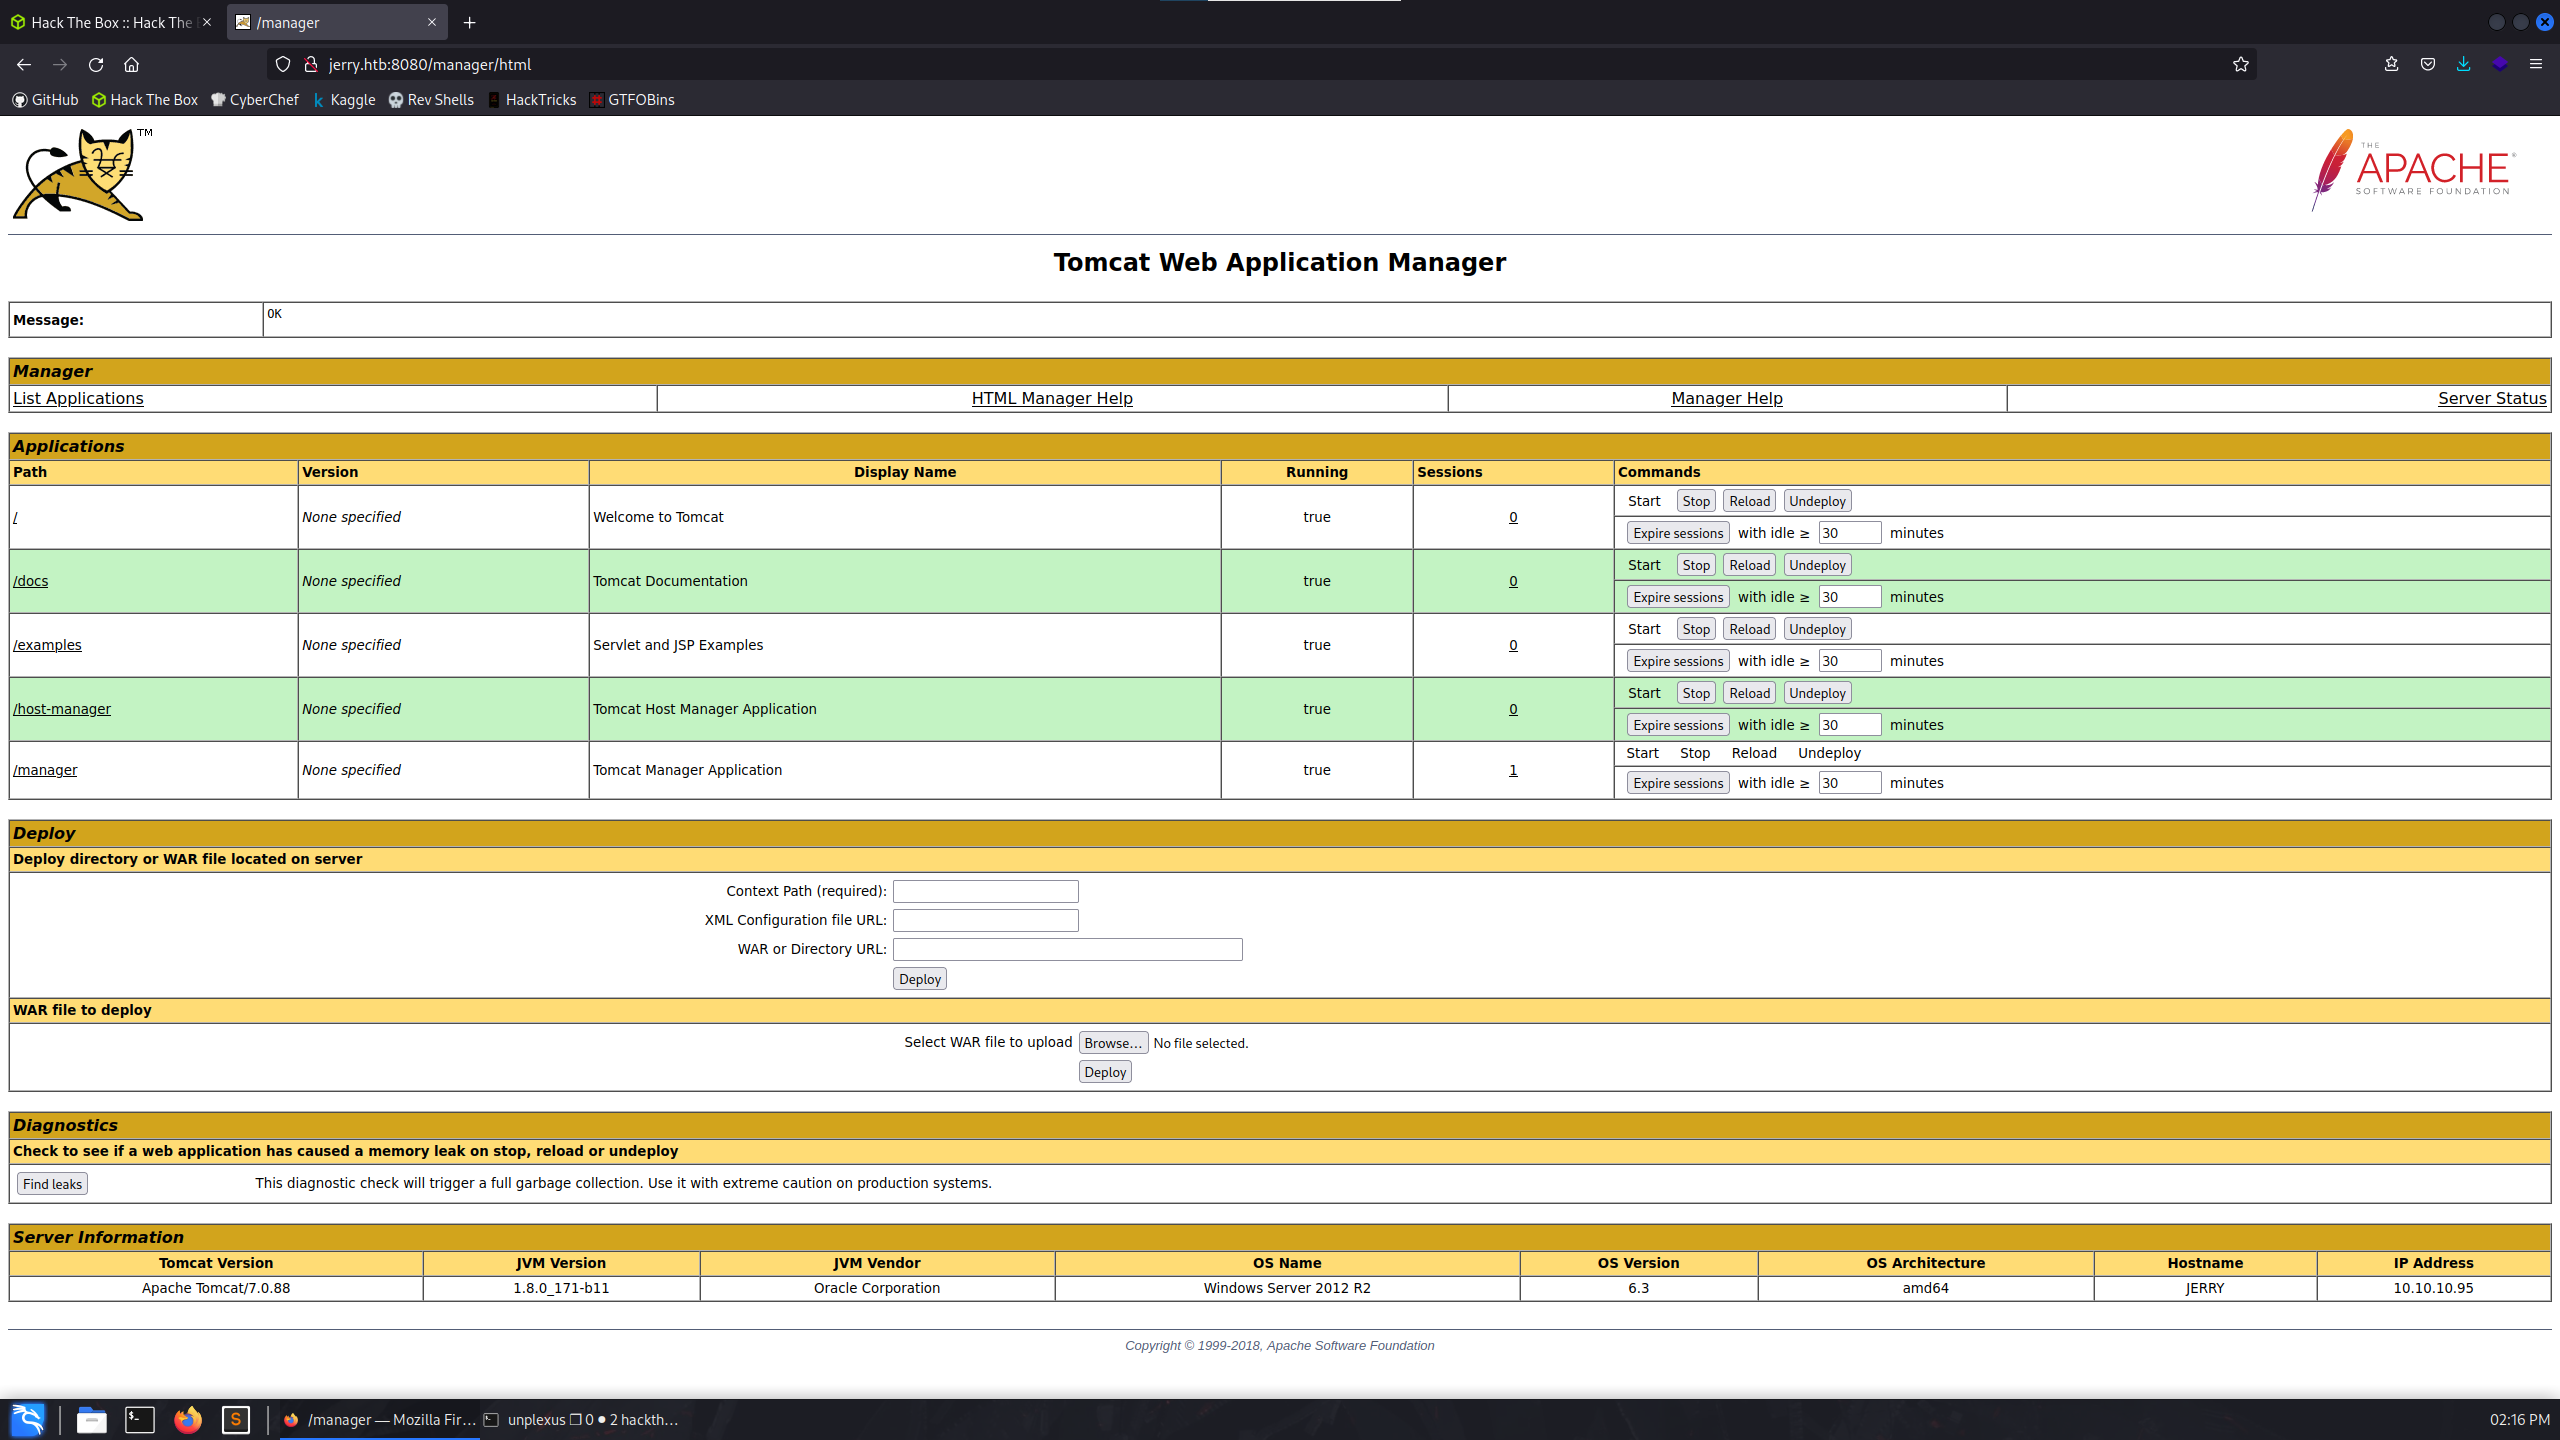 Hack The Box :: Hack The
/manager
jerry.htb:8080/manager/html
GitHub Hack The Box CyberChef Kaggle Rev Shells HackTricks GTFOBins
TM
THE
APACHE®
SOFTWARE FOUNDATION
Tomcat Web Application Manager
Message: OK
Manager
List Applications HTML Manager Help Manager Help Server Status
Applications
Path Version Display Name Running Sessions Commands
Start Stop Reload Undeploy
/ None specified Welcome to Tomcat true 0
Expire sessions with idle ≥ 30 minutes
Start Stop Reload Undeploy
/docs None specified Tomcat Documentation true 0
Expire sessions with idle ≥ 30 minutes
Start Stop Reload Undeploy
/examples None specified Servlet and JSP Examples true 0
Expire sessions with idle ≥ 30 minutes
Start Stop Reload Undeploy
/host-manager None specified Tomcat Host Manager Application true 0
Expire sessions with idle ≥ 30 minutes
Start Stop Reload Undeploy
/manager None specified Tomcat Manager Application true 1
Expire sessions with idle ≥ 30 minutes
Deploy
Deploy directory or WAR file located on server
Context Path (required):
XML Configuration file URL:
WAR or Directory URL:
Deploy
WAR file to deploy
Select WAR file to upload Browse... No file selected.
Deploy
Diagnostics
Check to see if a web application has caused a memory leak on stop, reload or undeploy
Find leaks This diagnostic check will trigger a full garbage collection. Use it with extreme caution on production systems.
Server Information
Tomcat Version JVM Version JVM Vendor OS Name OS Version OS Architecture Hostname IP Address
Apache Tomcat/7.0.88 1.8.0_171-b11 Oracle Corporation Windows Server 2012 R2 6.3 amd64 JERRY 10.10.10.95
Copyright © 1999-2018, Apache Software Foundation
/manager — Mozilla Fir... unplexus ❐ 0 ● 2 hackth... 02:16 PM